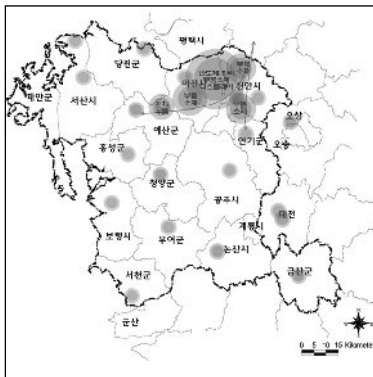 평택시
당진군
아산시
천안시
태안군
서산시
예산군
연기군
오창
오송
홍성군
청양군
공주시
대전
계룡시
보령시
부여군
논산시
서천군
금산군
군산
0 5 10 15 Kilomete